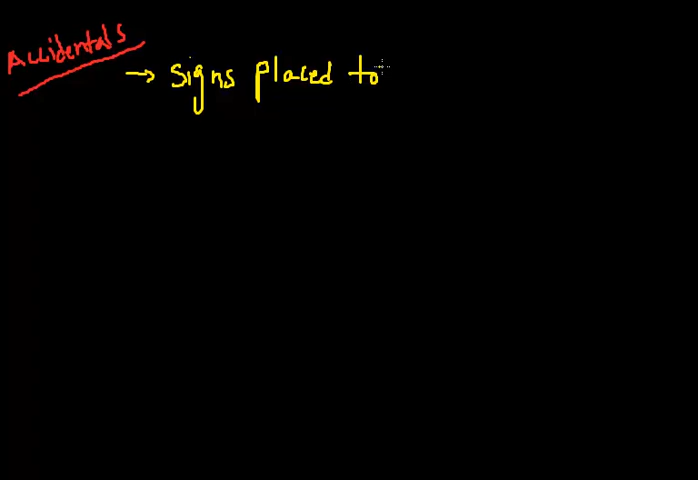 Accidentals
→ Signs placed to